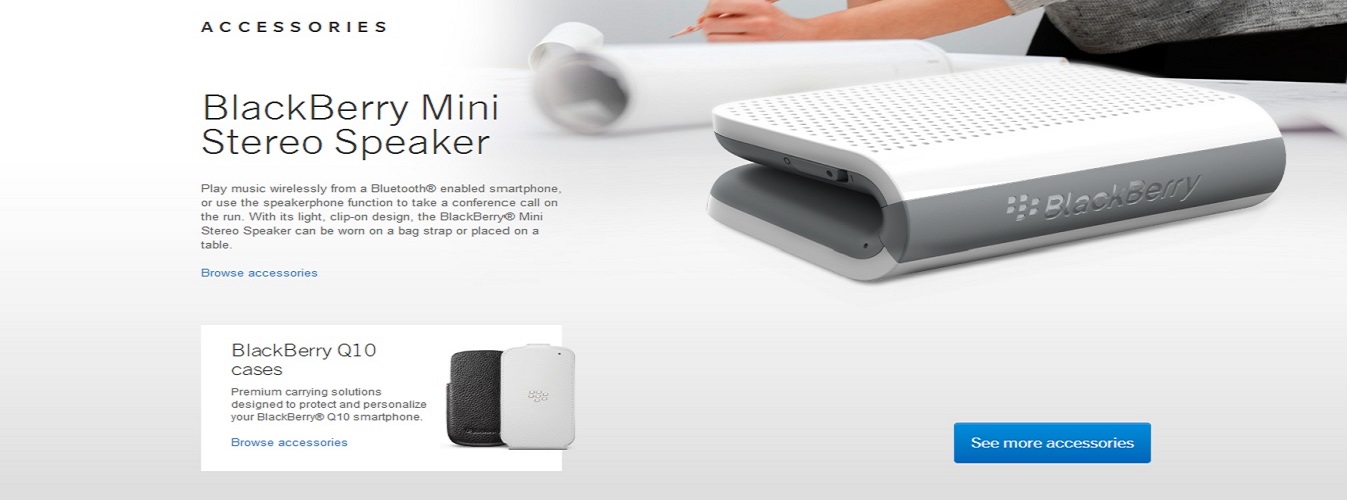 ACCESSORIES
BlackBerry Mini
Stereo Speaker
Play music wirelessly from a Bluetooth® enabled smartphone,
or use the speakerphone function to take a conference call on
the run. With its light, clip-on design, the BlackBerry® Mini
Stereo Speaker can be worn on a bag strap or placed on a
table.
Browse accessories
BlackBerry
BlackBerry Q10
cases
Premium carrying solutions
designed to protect and personalize
your BlackBerry® Q10 smartphone.
Browse accessories
See more accessories